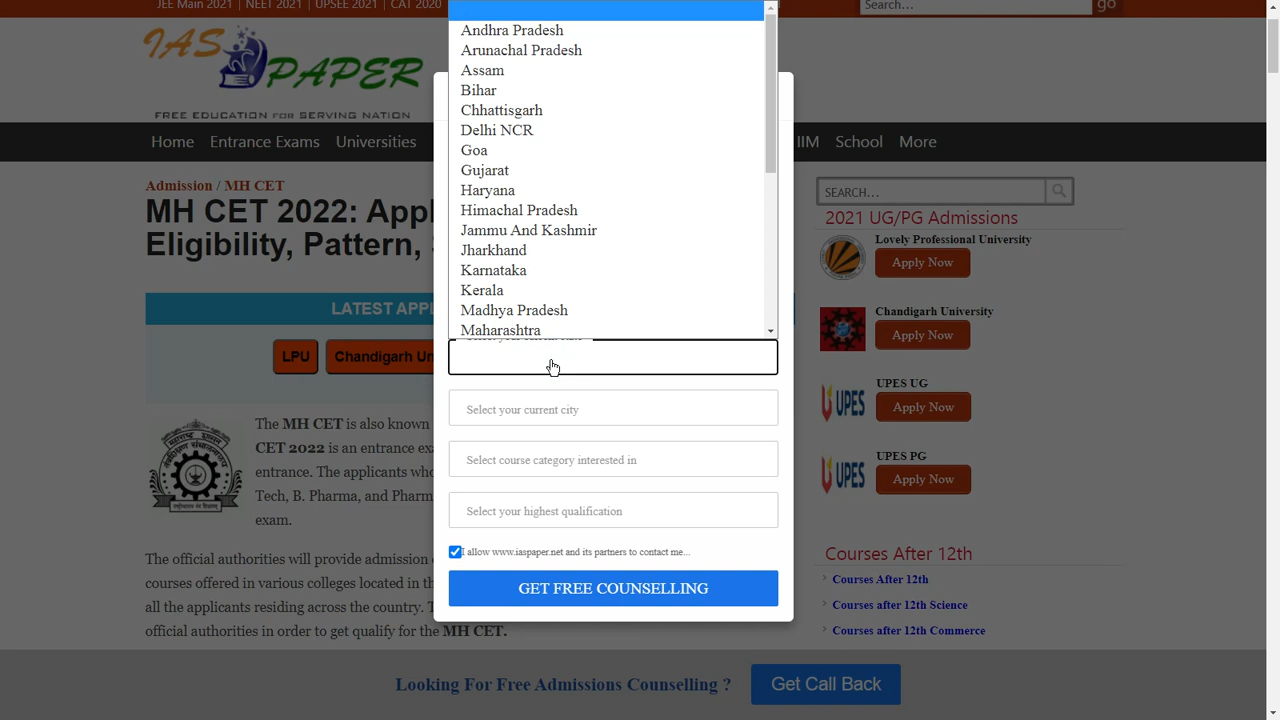 JEE Main 2021 | NEET 2021 | UPSEE 2021 | CAT 2020
Search...
go
IAS PAPER
FREE EDUCATION FOR SERVING NATION
Home Entrance Exams Universities IIM School More
Admission / MH CET
MH CET 2022: Appl
Eligibility, Pattern,
LATEST APPL
LPU Chandigarh Un
The MH CET is also known
CET 2022 is an entrance exa
entrance. The applicants who
Tech, B. Pharma, and Pharm
exam.
The official authorities will provide admission
courses offered in various colleges located in th
all the applicants residing across the country. T
official authorities in order to get qualify for the MH CET.
Andhra Pradesh
Arunachal Pradesh
Assam
Bihar
Chhattisgarh
Delhi NCR
Goa
Gujarat
Haryana
Himachal Pradesh
Jammu And Kashmir
Jharkhand
Karnataka
Kerala
Madhya Pradesh
Maharashtra
Select your current city
Select course category interested in
Select your highest qualification
I allow www.iaspaper.net and its partners to contact me...
GET FREE COUNSELLING
SEARCH...
2021 UG/PG Admissions
Lovely Professional University
Apply Now
Chandigarh University
Apply Now
UPES
UPES UG
Apply Now
UPES
UPES PG
Apply Now
Courses After 12th
Courses After 12th
Courses after 12th Science
Courses after 12th Commerce
Looking For Free Admissions Counselling ?
Get Call Back